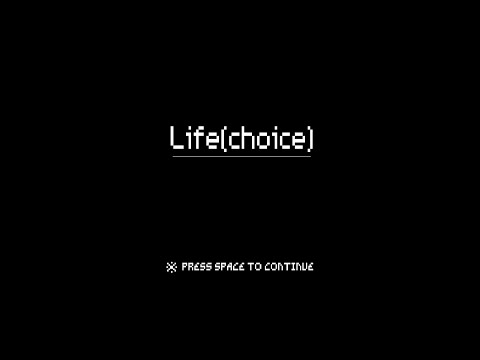 Life(choice)
※ PRESS SPACE TO CONTINUE